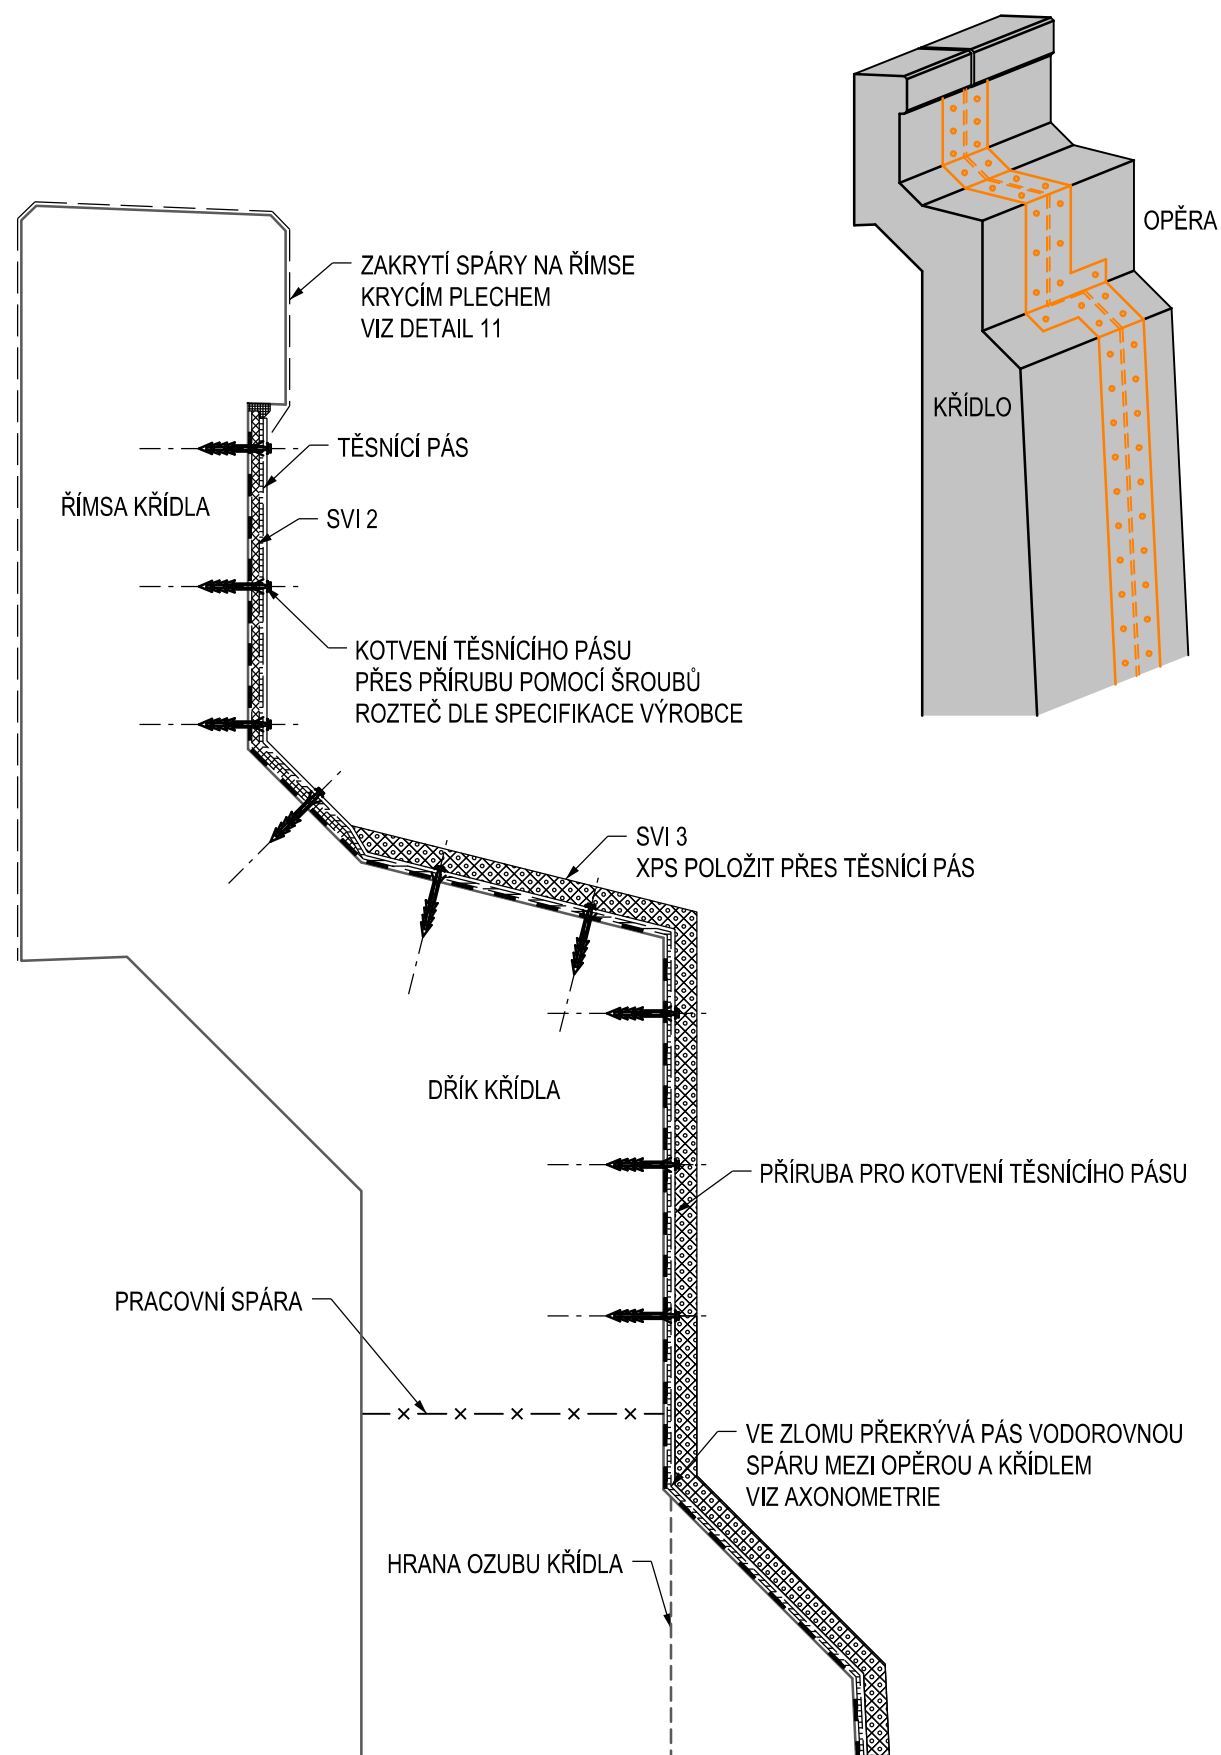 OPĚRA
ZAKRYTÍ SPÁRY NA ŘÍMSE
KRYCÍM PLECHEM
VIZ DETAIL 11
KŘÍDLO
TĚSNÍCÍ PÁS
ŘÍMSA KŘÍDLA
SVI 2
KOTVENÍ TĚSNÍCÍHO PÁSU
PŘES PŘÍRUBU POMOCÍ ŠROUBŮ
ROZTEČ DLE SPECIFIKACE VÝROBCE
SVI 3
XPS POLOŽIT PŘES TĚSNÍCÍ PÁS
DŘÍK KŘÍDLA
PŘÍRUBA PRO KOTVENÍ TĚSNÍCÍHO PÁSU
PRACOVNÍ SPÁRA
VE ZLOMU PŘEKRÝVÁ PÁS VODOROVNOU
SPÁRU MEZI OPĚROU A KŘÍDLEM
VIZ AXONOMETRIE
HRANA OZUBU KŘÍDLA